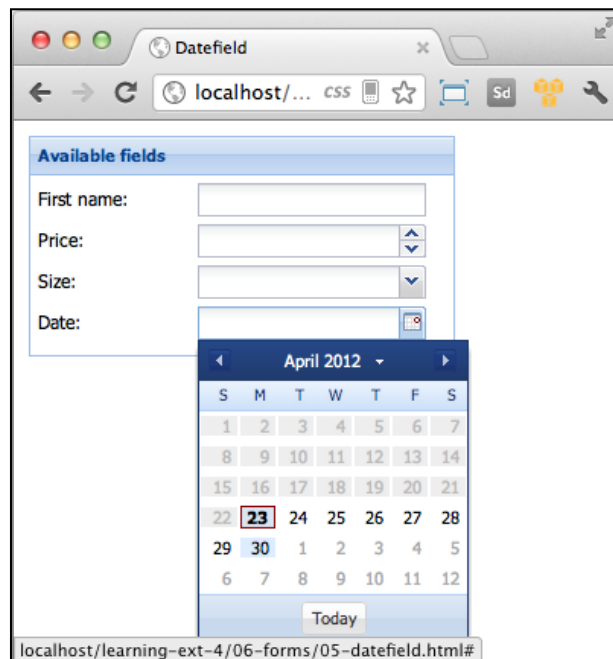 Datefield
localhost/... css
Sd
Available fields
First name:
Price:
Size:
Date:
April 2012
S M T W T F S
1 2 3 4 5 6 7
8 9 10 11 12 13 14
15 16 17 18 19 20 21
22 23 24 25 26 27 28
29 30 1 2 3 4 5
6 7 8 9 10 11 12
Today
localhost/learning-ext-4/06-forms/05-datefield.html#